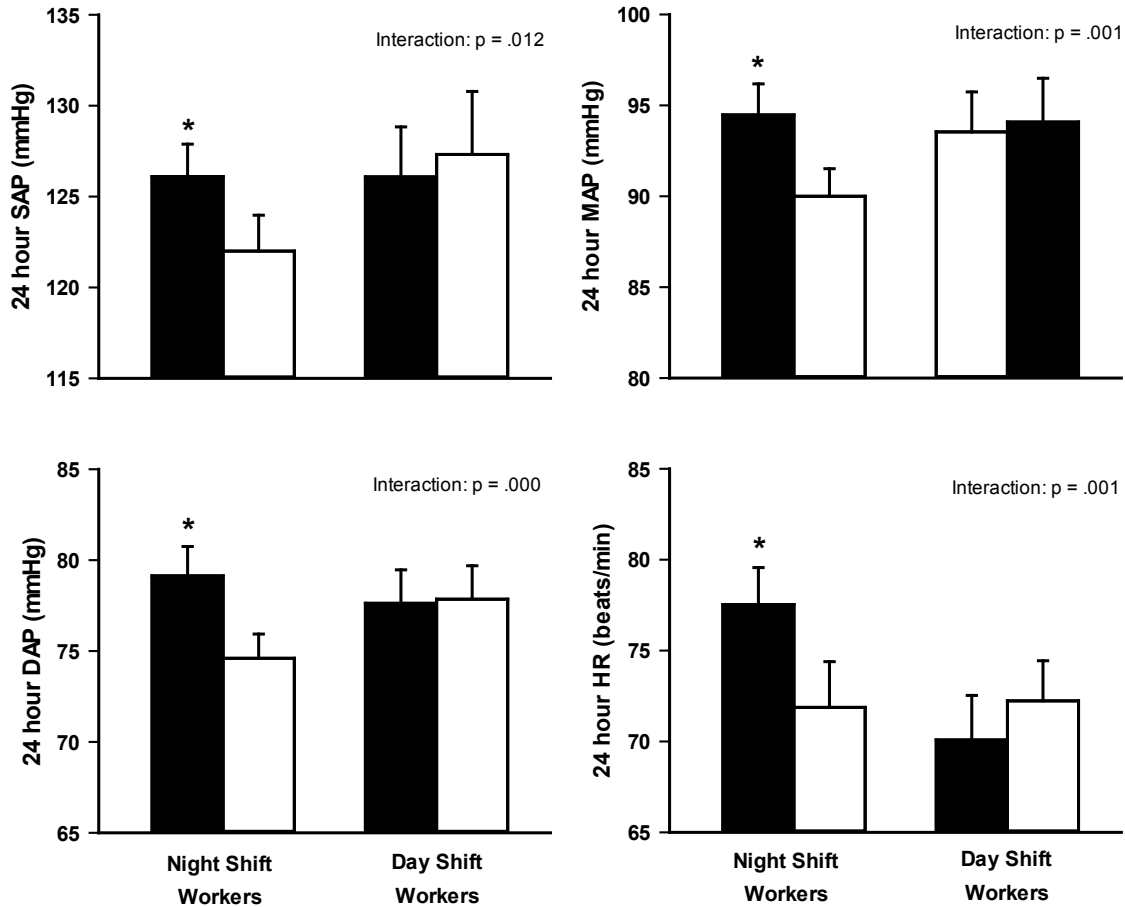 135
130
125
120
115
24 hour SAP (mmHg)
Interaction: p = .012
*
100
95
90
85
80
24 hour MAP (mmHg)
Interaction: p = .001
*
85
80
75
70
65
24 hour DAP (mmHg)
Interaction: p = .000
*
Night Shift
Workers
Day Shift
Workers
85
80
75
70
65
24 hour HR (beats/min)
Interaction: p = .001
*
Night Shift
Workers
Day Shift
Workers